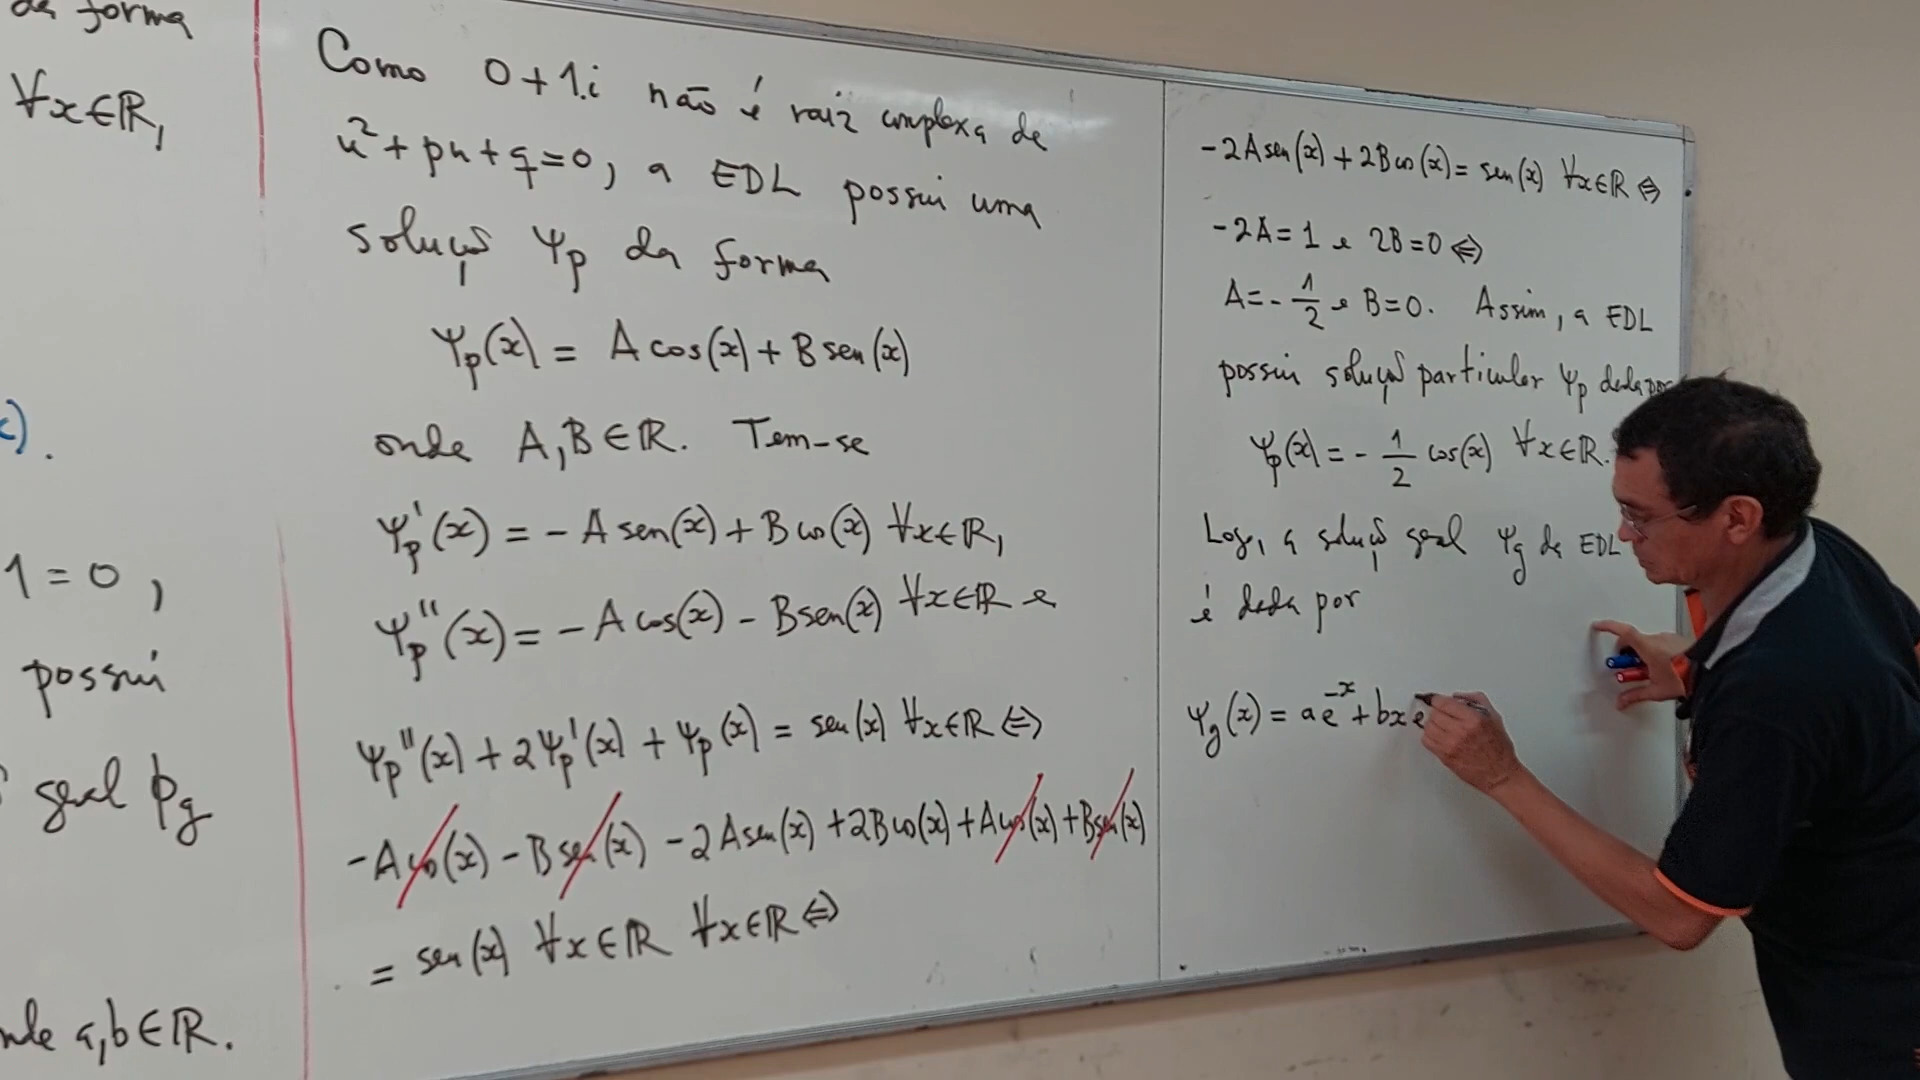 da forma
∀x∈ℝ,
).
1 = 0,
possui
geral φg
onde a,b∈ℝ.
Como 0+1.i não é raiz complexa de
u²+pu+q=0, a EDL possui uma
solução Ψp da forma
Ψp(x) = A cos(x) + B sen(x)
onde A,B∈ℝ. Tem-se
Ψp'(x) = -A sen(x) + B cos(x) ∀x∈ℝ,
Ψp''(x) = -A cos(x) - B sen(x) ∀x∈ℝ e
Ψp''(x) + 2Ψp'(x) + Ψp(x) = sen(x) ∀x∈ℝ ⇔
-A cos(x) - B sen(x) - 2A sen(x) + 2B cos(x) + A cos(x) + B sen(x)
= sen(x) ∀x∈ℝ ∀x∈ℝ ⇔
-2A sen(x) + 2B cos(x) = sen(x) ∀x∈ℝ ⇔
-2A = 1 e 2B = 0 ⇔
A = -1/2 e B = 0. Assim, a EDL
possui solução particular Ψp dada por
Ψp(x) = -1/2 cos(x) ∀x∈ℝ.
Logo, a solução geral Ψg da EDL
é dada por
Ψg(x) = ae^-x + bxe